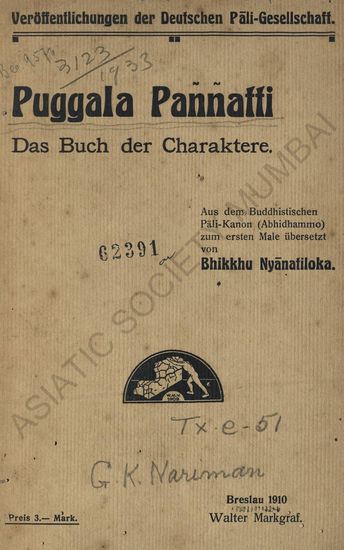 Veröffentlichungen der Deutschen Pāli-Gesellschaft.
3123
1933
Puggala Paññatti
Das Buch der Charaktere.
Aus dem Buddhistischen
Pāli-Kanon (Abhidhammo)
zum ersten Male übersetzt
von
Bhikkhu Nyānatiloka.
62391
ASIATIC SOCIETY MUMBAI
W.M.V.
1909
Tx-e-51
G. K. Nariman
Breslau 1910
Preis 3.— Mark.
Walter Markgraf.